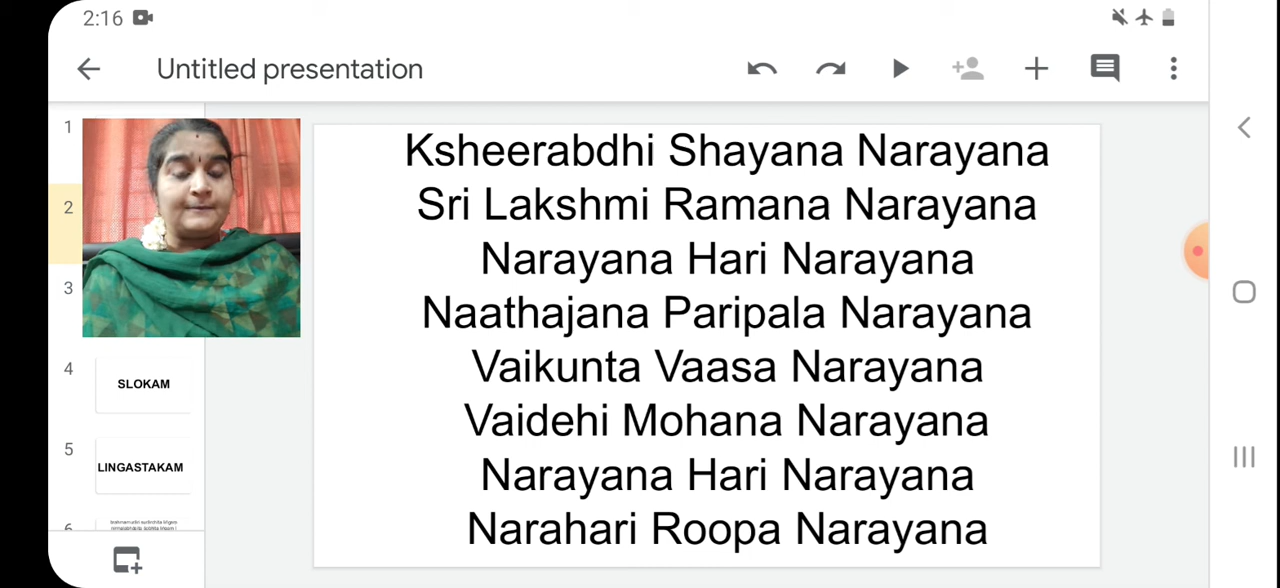 2:16
Untitled presentation
1
2
3
4
5
6
SLOKAM
LINGASTAKAM
Ksheerabdhi Shayana Narayana
Sri Lakshmi Ramana Narayana
Narayana Hari Narayana
Naathajana Paripala Narayana
Vaikunta Vaasa Narayana
Vaidehi Mohana Narayana
Narayana Hari Narayana
Narahari Roopa Narayana